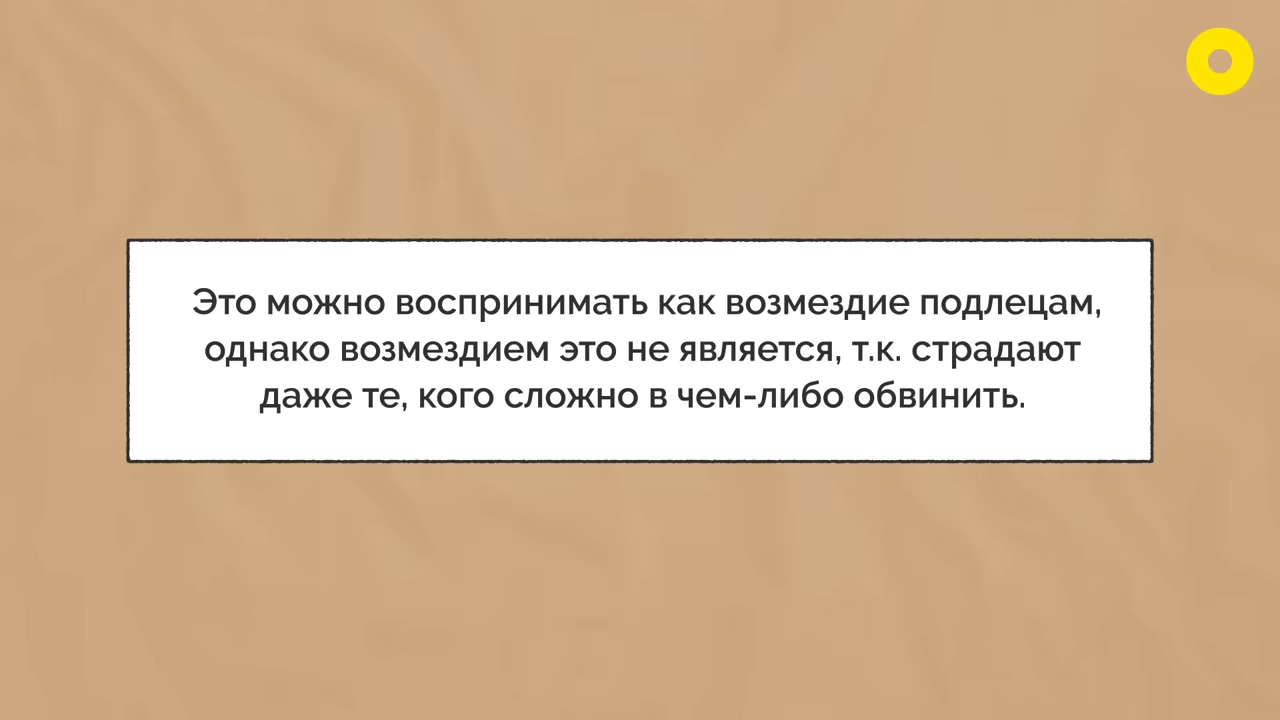 Это можно воспринимать как возмездие подлецам,
однако возмездием это не является, т.к. страдают
даже те, кого сложно в чем-либо обвинить.